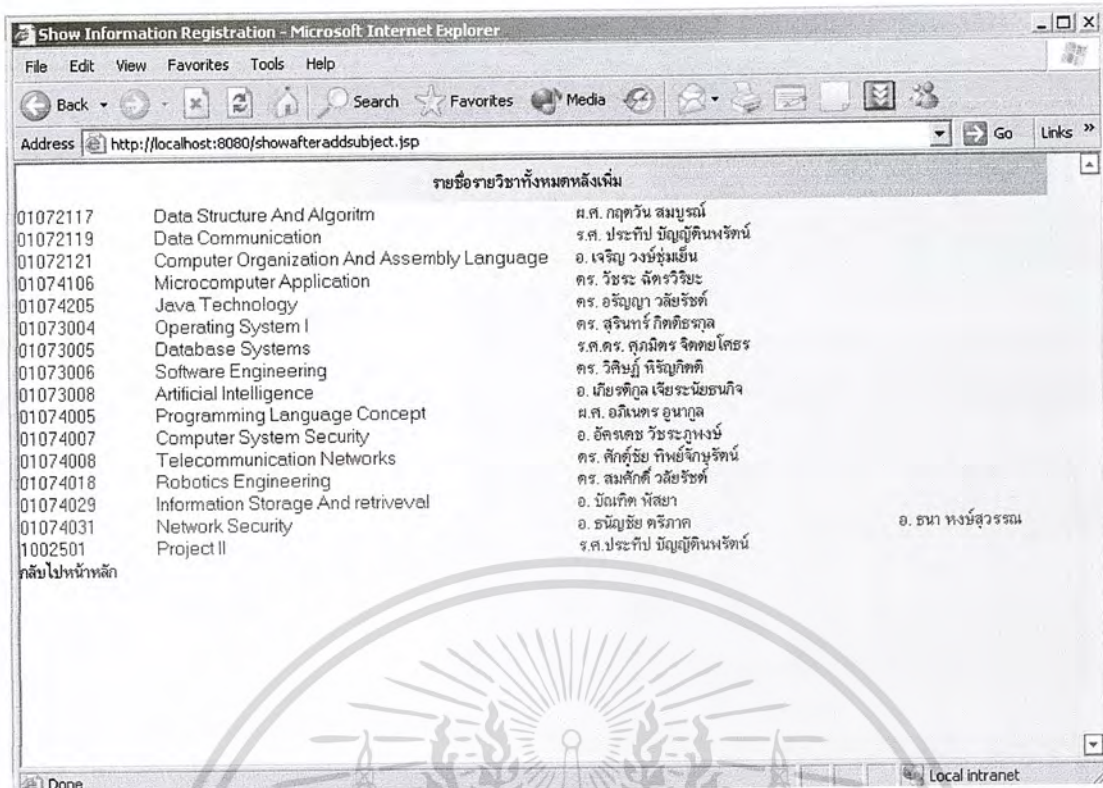 Show Information Registration - Microsoft Internet Explorer
File Edit View Favorites Tools Help
Back Search Favorites Media
Address http://localhost:8080/showafteraddsubject.jsp Go Links »
รายชื่อรายวิชาทั้งหมดหลังเพิ่ม
01072117 Data Structure And Algoritm ผ.ศ. กฤตวัน สมบูรณ์
01072119 Data Communication ร.ศ. ประทีป บัญญัตินพรัตน์
01072121 Computer Organization And Assembly Language อ. เจริญ วงษ์ชุ่มเย็น
01074106 Microcomputer Application ดร. วัชระ ฉัตรวิริยะ
01074205 Java Technology ดร. อรัญญา วลัยรัชต์
01073004 Operating System I ดร. สุรินทร์ กิตติธรกุล
01073005 Database Systems ร.ศ.ดร. ศุภมิตร จิตตยโศธร
01073006 Software Engineering ดร. วิศิษฏ์ หิรัญกิตติ
01073008 Artificial Intelligence อ. เกียรติกูล เจียระนัยธนกิจ
01074005 Programming Language Concept ผ.ศ. อภิเนตร อูนากูล
01074007 Computer System Security อ. อัครเดช วัชระภูพงษ์
01074008 Telecommunication Networks ดร. ศักดิ์ชัย ทิพย์จักษุรัตน์
01074018 Robotics Engineering ดร. สมศักดิ์ วลัยรัชต์
01074029 Information Storage And retriveval อ. บัณฑิต พัสยา
01074031 Network Security อ. ธนัญชัย ตรีภาค อ. ธนา หงษ์สุวรรณ
1002501 Project II ร.ศ.ประทีป บัญญัตินพรัตน์
กลับไปหน้าหลัก
Done Local intranet